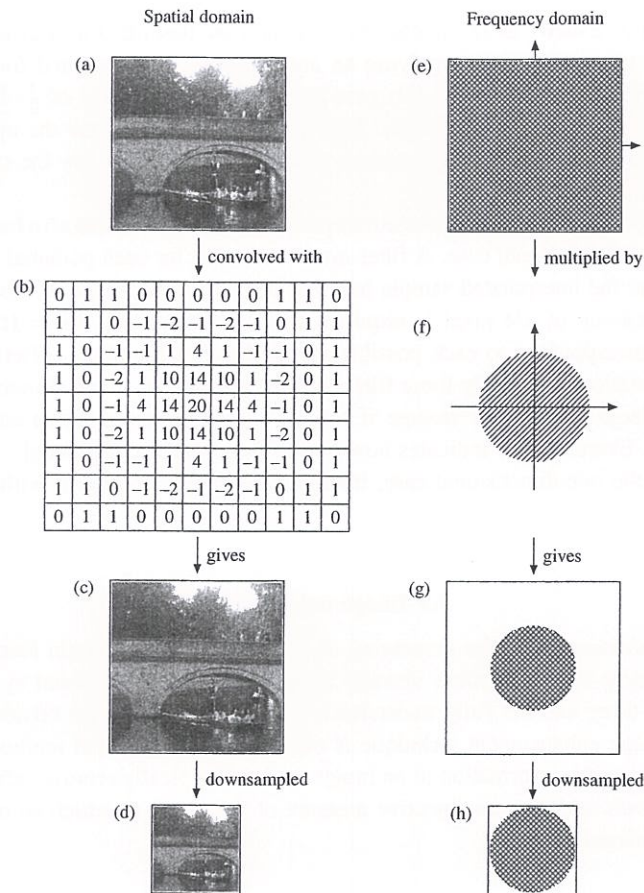 Spatial domain
Frequency domain
(a)
(e)
convolved with
multiplied by
(b)
0 1 1 0 0 0 0 0 1 1 0
1 1 0 –1 –2 –1 –2 –1 0 1 1
1 0 –1 –1 1 4 1 –1 –1 0 1
1 0 –2 1 10 14 10 1 –2 0 1
1 0 –1 4 14 20 14 4 –1 0 1
1 0 –2 1 10 14 10 1 –2 0 1
1 0 –1 –1 1 4 1 –1 –1 0 1
1 1 0 –1 –2 –1 –2 –1 0 1 1
0 1 1 0 0 0 0 0 1 1 0
(f)
gives
gives
(c)
(g)
downsampled
downsampled
(d)
(h)